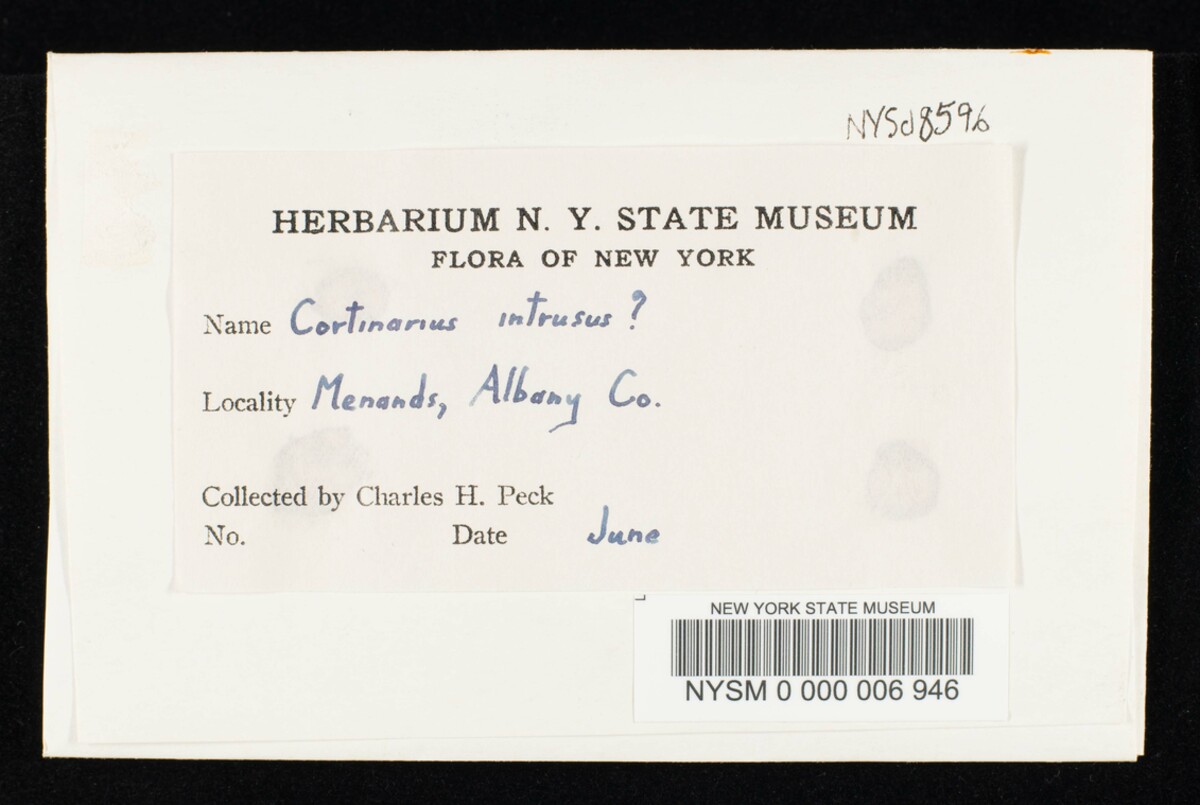 NYSd8596
HERBARIUM N. Y. STATE MUSEUM
FLORA OF NEW YORK
Name Cortinarius intrusus?
Locality Menands, Albany Co.
Collected by Charles H. Peck
No. Date June
NEW YORK STATE MUSEUM
NYSM 0 000 006 946